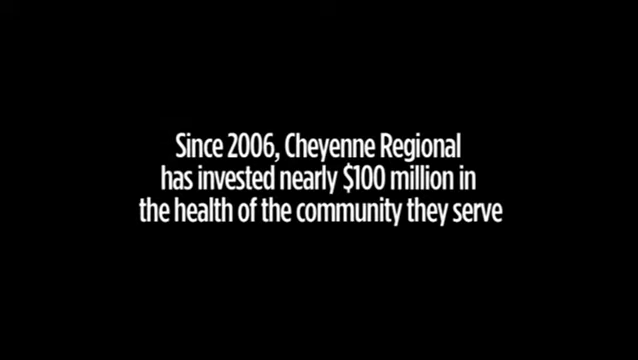 Since 2006, Cheyenne Regional
has invested nearly $100 million in
the health of the community they serve